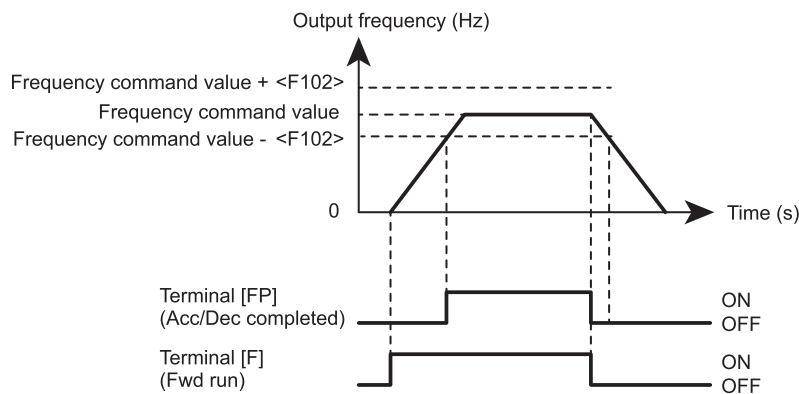 Output frequency (Hz)
Frequency command value + <F102>
Frequency command value
Frequency command value - <F102>
0
Time (s)
Terminal [FP]
(Acc/Dec completed)
ON
OFF
Terminal [F]
(Fwd run)
ON
OFF